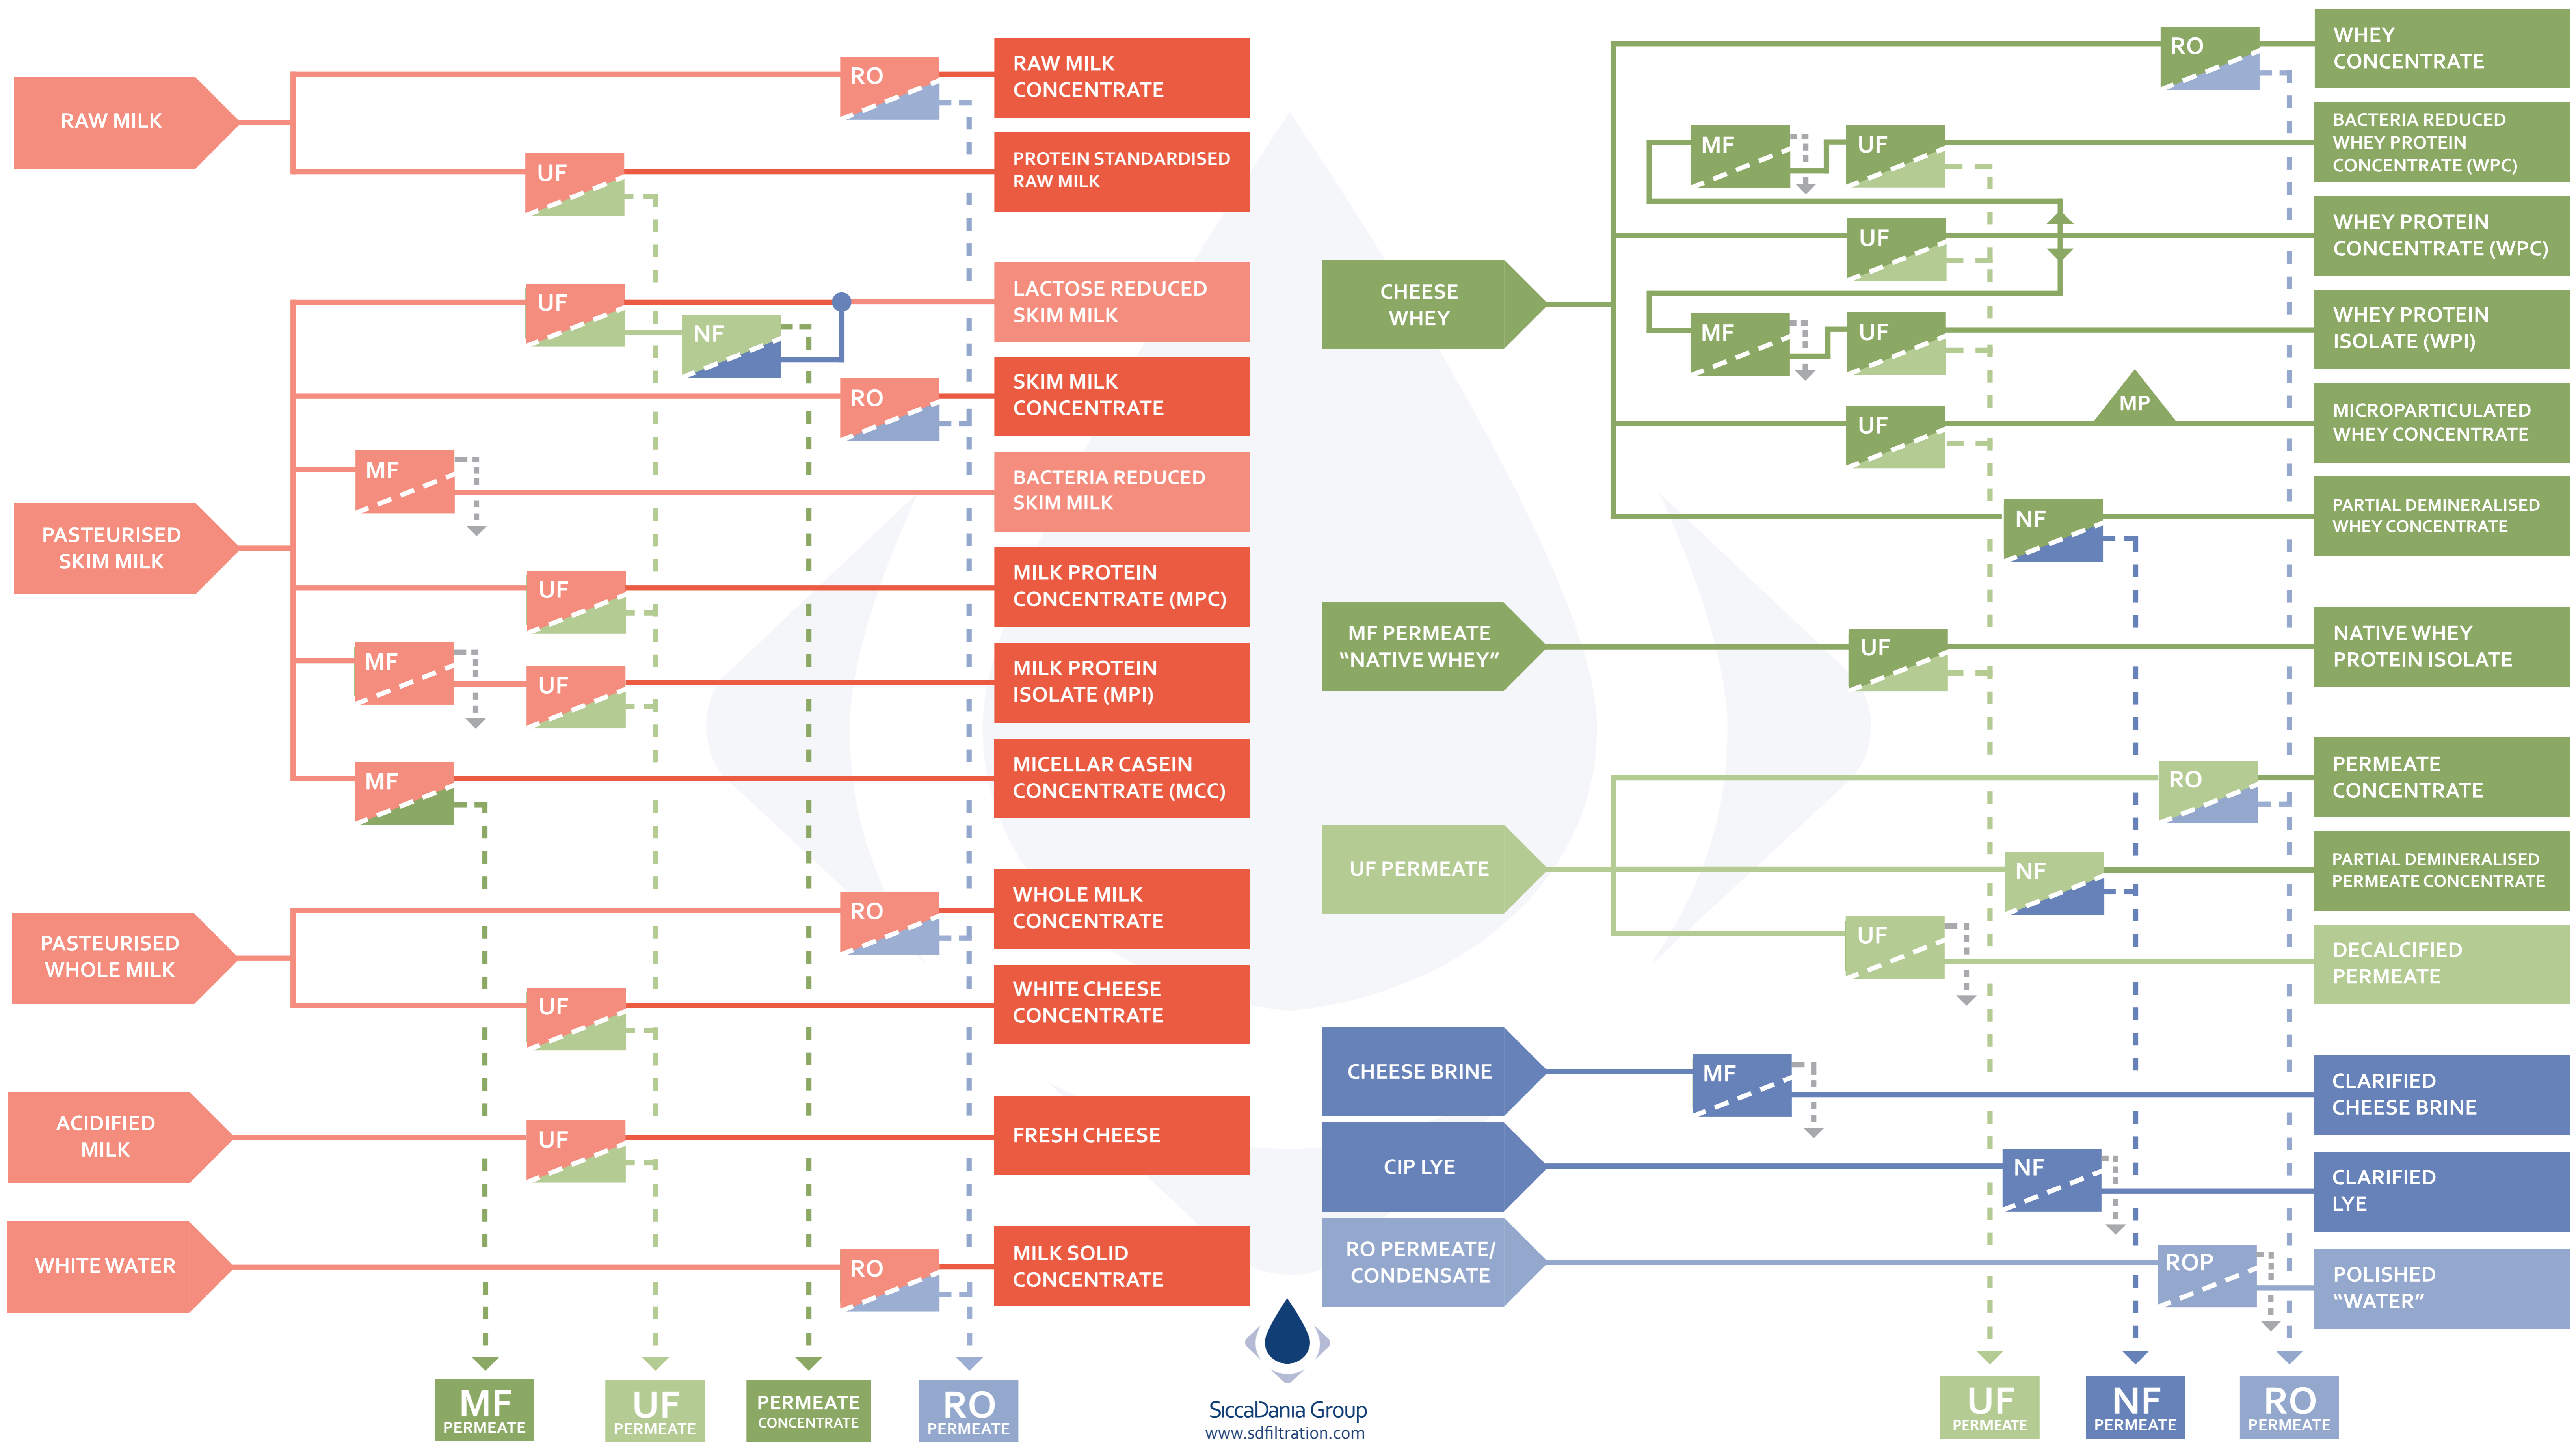 RAW MILK
RO
RAW MILK
CONCENTRATE
UF
PROTEIN STANDARDISED
RAW MILK
PASTEURISED
SKIM MILK
UF
NF
LACTOSE REDUCED
SKIM MILK
RO
SKIM MILK
CONCENTRATE
MF
BACTERIA REDUCED
SKIM MILK
UF
MILK PROTEIN
CONCENTRATE (MPC)
MF
UF
MILK PROTEIN
ISOLATE (MPI)
MF
MICELLAR CASEIN
CONCENTRATE (MCC)
PASTEURISED
WHOLE MILK
RO
WHOLE MILK
CONCENTRATE
UF
WHITE CHEESE
CONCENTRATE
ACIDIFIED
MILK
UF
FRESH CHEESE
WHITE WATER
RO
MILK SOLID
CONCENTRATE
MF
PERMEATE
UF
PERMEATE
PERMEATE
CONCENTRATE
RO
PERMEATE
SiccaDania Group
www.sdfiltration.com
CHEESE
WHEY
RO
WHEY
CONCENTRATE
MF
UF
BACTERIA REDUCED
WHEY PROTEIN
CONCENTRATE (WPC)
UF
WHEY PROTEIN
CONCENTRATE (WPC)
MF
UF
WHEY PROTEIN
ISOLATE (WPI)
UF
MP
MICROPARTICULATED
WHEY CONCENTRATE
NF
PARTIAL DEMINERALISED
WHEY CONCENTRATE
MF PERMEATE
“NATIVE WHEY”
UF
NATIVE WHEY
PROTEIN ISOLATE
UF PERMEATE
RO
PERMEATE
CONCENTRATE
NF
PARTIAL DEMINERALISED
PERMEATE CONCENTRATE
UF
DECALCIFIED
PERMEATE
CHEESE BRINE
MF
CLARIFIED
CHEESE BRINE
CIP LYE
NF
CLARIFIED
LYE
RO PERMEATE/
CONDENSATE
ROP
POLISHED
“WATER”
UF
PERMEATE
NF
PERMEATE
RO
PERMEATE